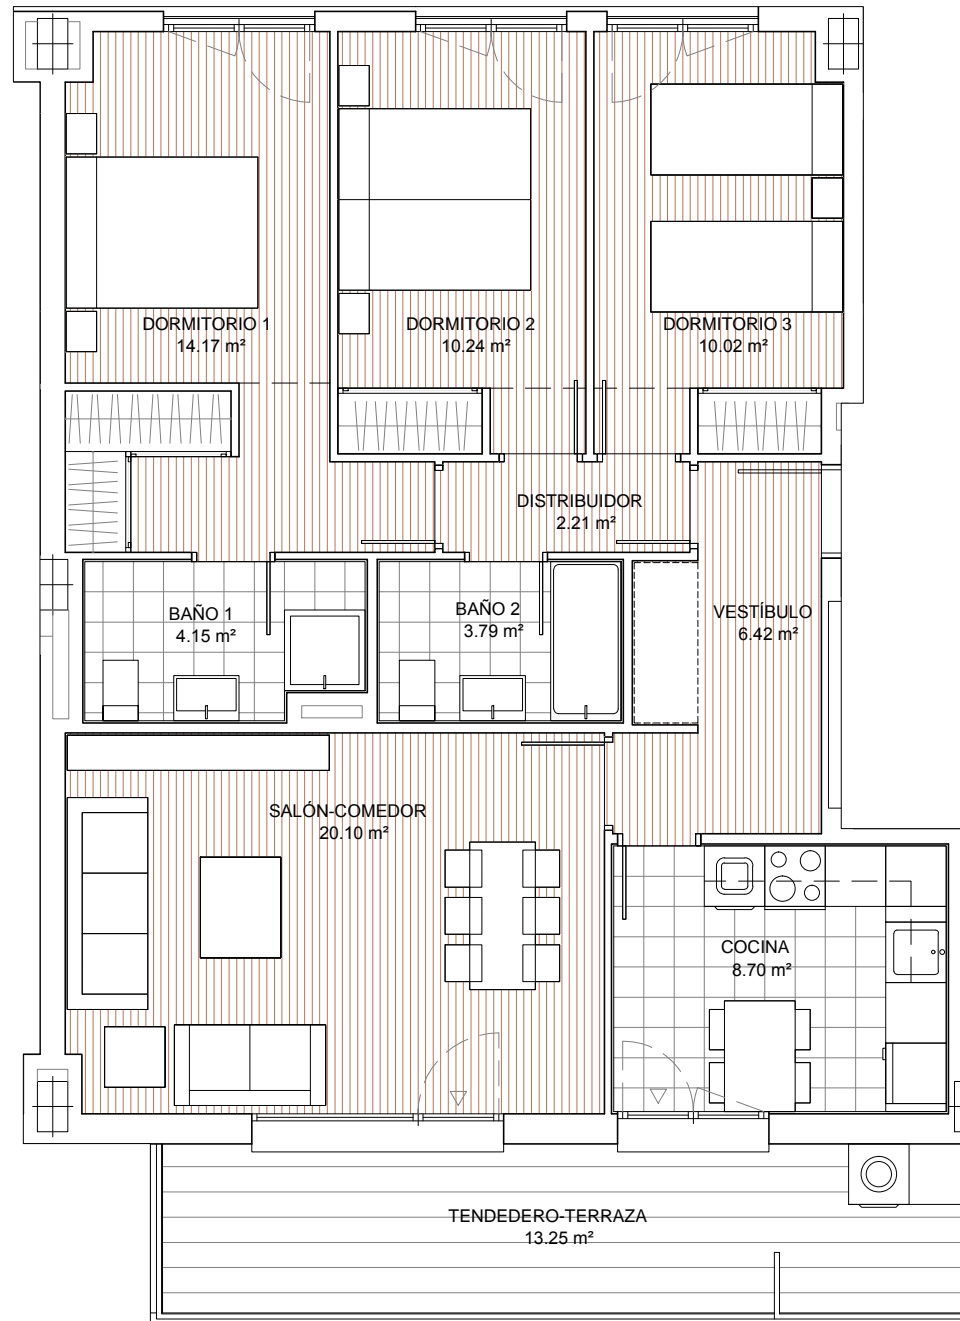 DORMITORIO 1
14.17 m²
DORMITORIO 2
10.24 m²
DORMITORIO 3
10.02 m²
DISTRIBUIDOR
2.21 m²
BAÑO 1
4.15 m²
BAÑO 2
3.79 m²
VESTÍBULO
6.42 m²
SALÓN-COMEDOR
20.10 m²
COCINA
8.70 m²
TENDEDERO-TERRAZA
13.25 m²